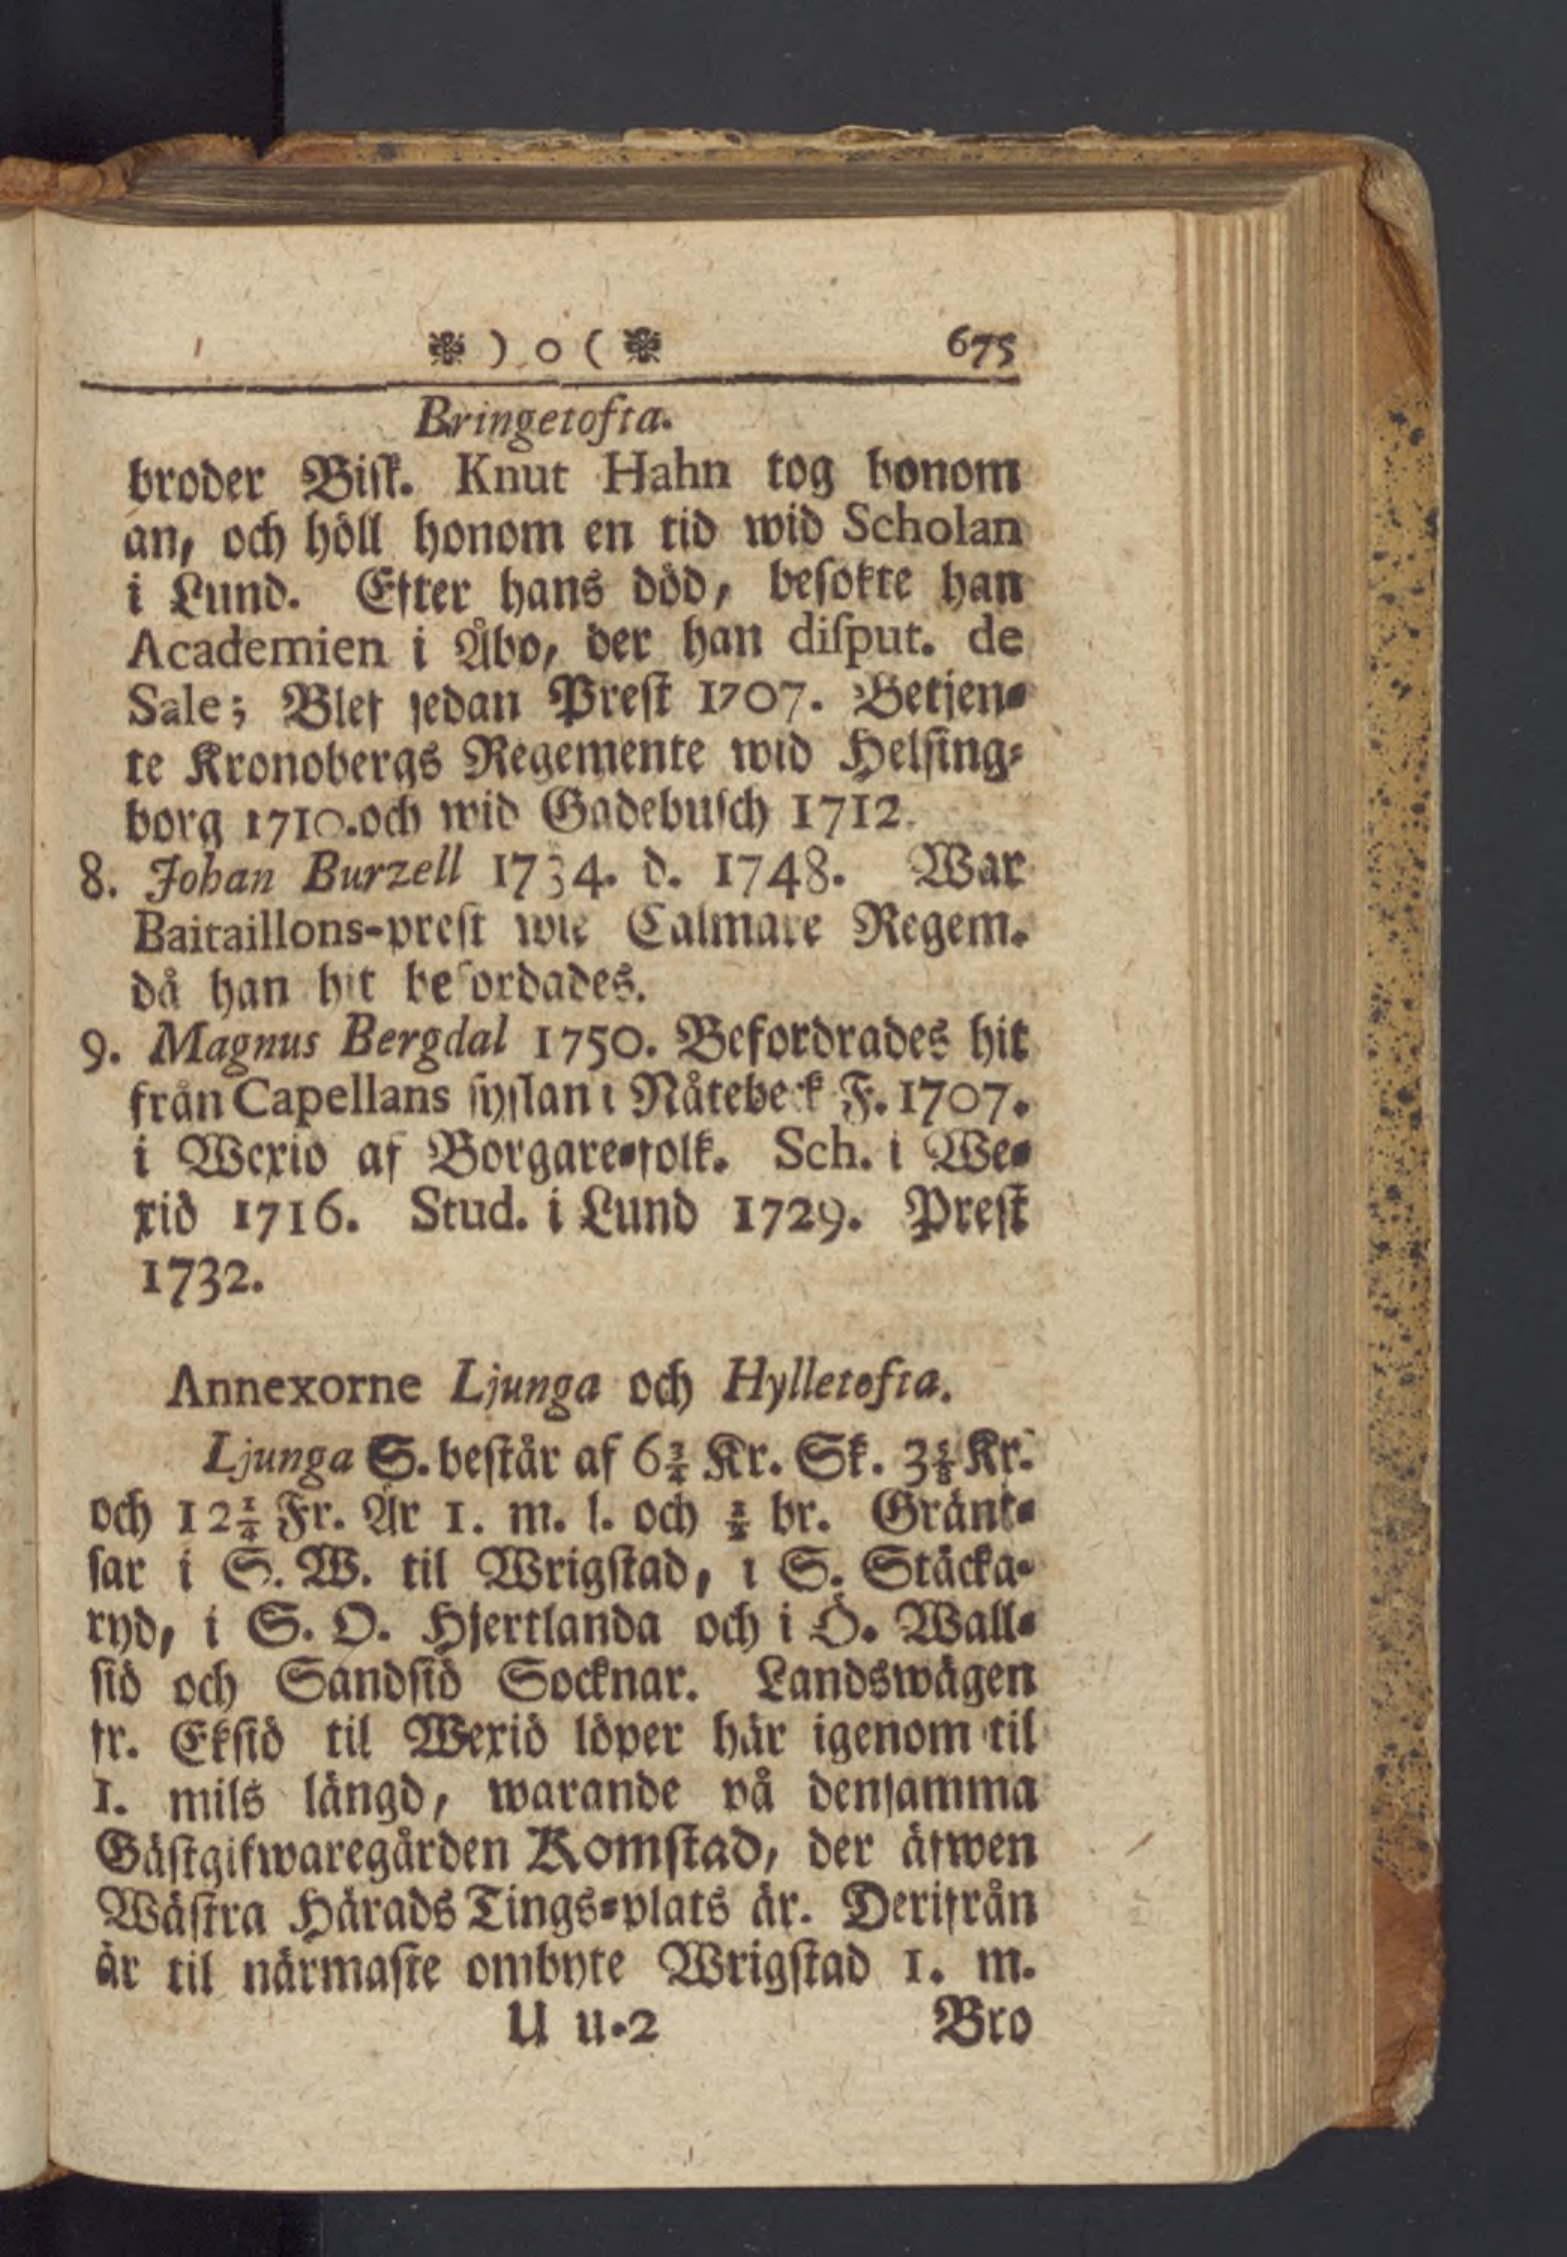 ❋ ) o ( ❋ 675
Bringetofta.
broder Bisk. Knut Hahn tog honom
an, och höll honom en tid wid Scholan
i Lund. Efter hans död, besökte han
Academien i Åbo, der han disput. de
Sale; Blef sedan Prest 1707. Betjen-
te Kronobergs Regemente wid Helsing-
borg 1710. och wid Gadebusch 1712.
8. Johan Burzell 1734. d. 1748. War
Baitaillons-prest wie Calmare Regem.
då han hit befordades.
9. Magnus Bergdal 1750. Befordrades hit
från Capellans syslan i Nåtebeck F. 1707.
i Wexio af Borgare-folk. Sch. i We-
xiö 1716. Stud. i Lund 1729. Prest
1732.
Annexorne Ljunga och Hylletofta.
Ljunga S. består af 6¾ Kr. Sk. 3⅝ Kr.
och 12¼ Fr. Är 1. m. l. och ½ br. Gränt-
sar i S. W. til Wrigstad, i S. Stäcka-
ryd, i S. O. Hjertlanda och i Ö. Wall-
siö och Sandsiö Socknar. Landswägen
fr. Eksiö til Wexiö löper här igenom til
1. mils längd, warande på densamma
Gästgifwaregården Komstad, der äfwen
Wästra Härads Tings-plats är. Derifrån
är til närmaste ombyte Wrigstad 1. m.
U u 2 Bro